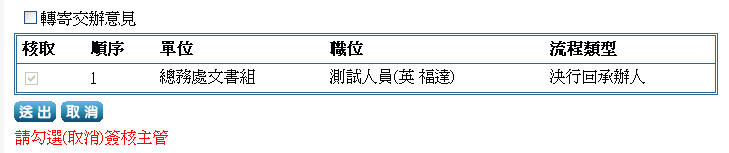 轉寄交辦意見
核取 順序 單位 職位 流程類型
1 總務處文書組 測試人員(英 福達) 決行回承辦人
送出 取消
請勾選(取消)簽核主管